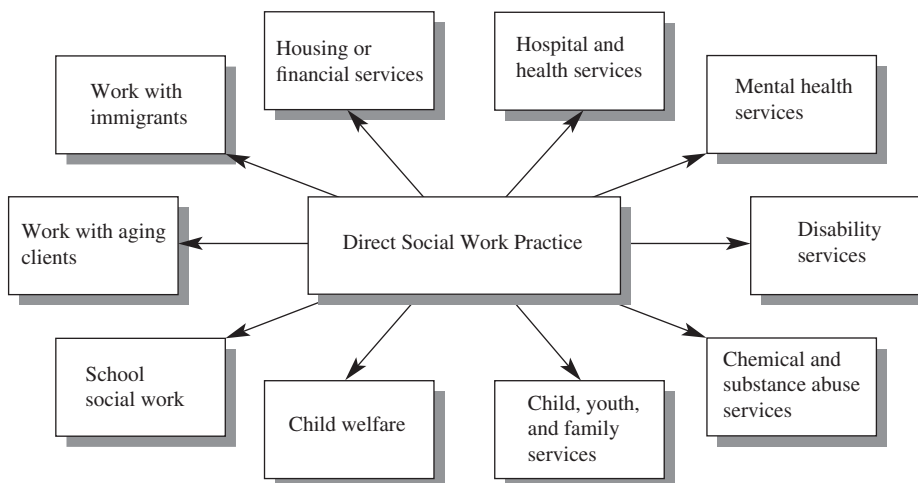 Housing or
financial services
Hospital and
health services
Work with
immigrants
Mental health
services
Work with aging
clients
Direct Social Work Practice
Disability
services
School
social work
Child welfare
Child, youth,
and family
services
Chemical and
substance abuse
services